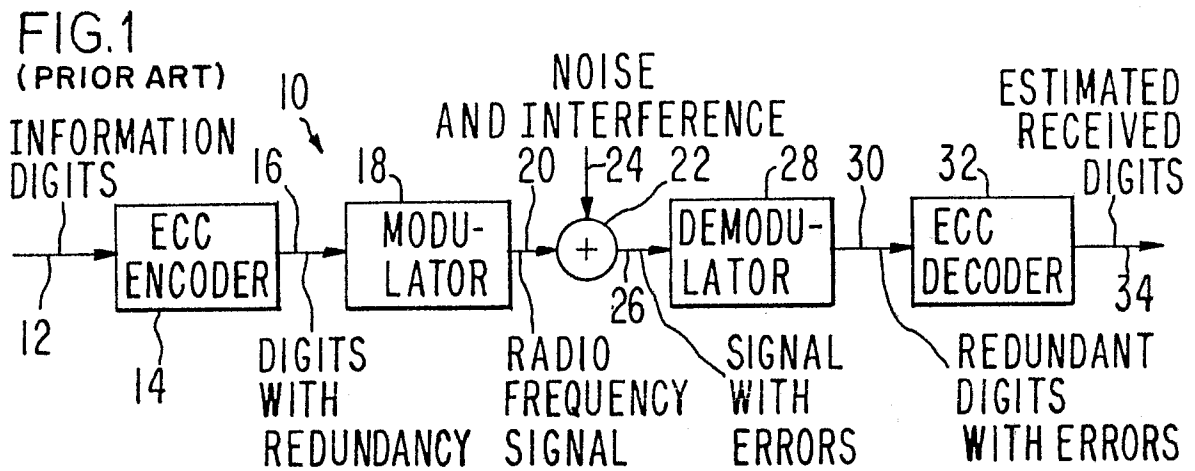 FIG.1
(PRIOR ART)
INFORMATION
DIGITS
10
NOISE
AND INTERFERENCE
ESTIMATED
RECEIVED
DIGITS
16
18
20
24
22
28
30
32
ECC
ENCODER
MODU-
LATOR
+
DEMODU-
LATOR
ECC
DECODER
12
14
26
34
DIGITS
WITH
REDUNDANCY
RADIO
FREQUENCY
SIGNAL
SIGNAL
WITH
ERRORS
REDUNDANT
DIGITS
WITH ERRORS